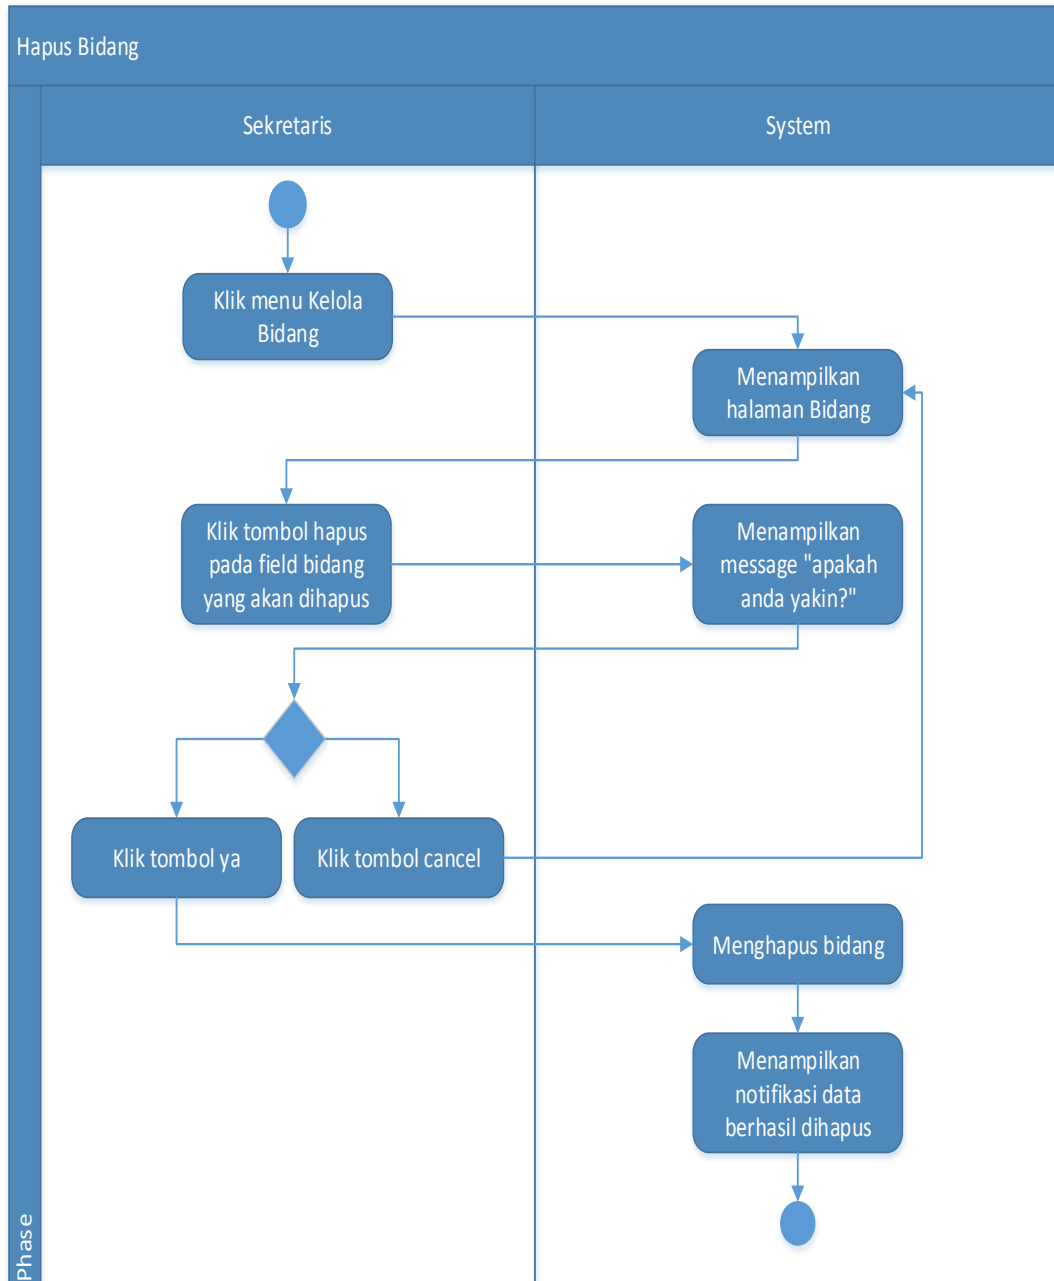 Hapus Bidang
Sekretaris
System
Klik menu Kelola
Bidang
Menampilkan
halaman Bidang
Klik tombol hapus
pada field bidang
yang akan dihapus
Menampilkan
message "apakah
anda yakin?"
Klik tombol ya
Klik tombol cancel
Menghapus bidang
Menampilkan
notifikasi data
berhasil dihapus
Phase